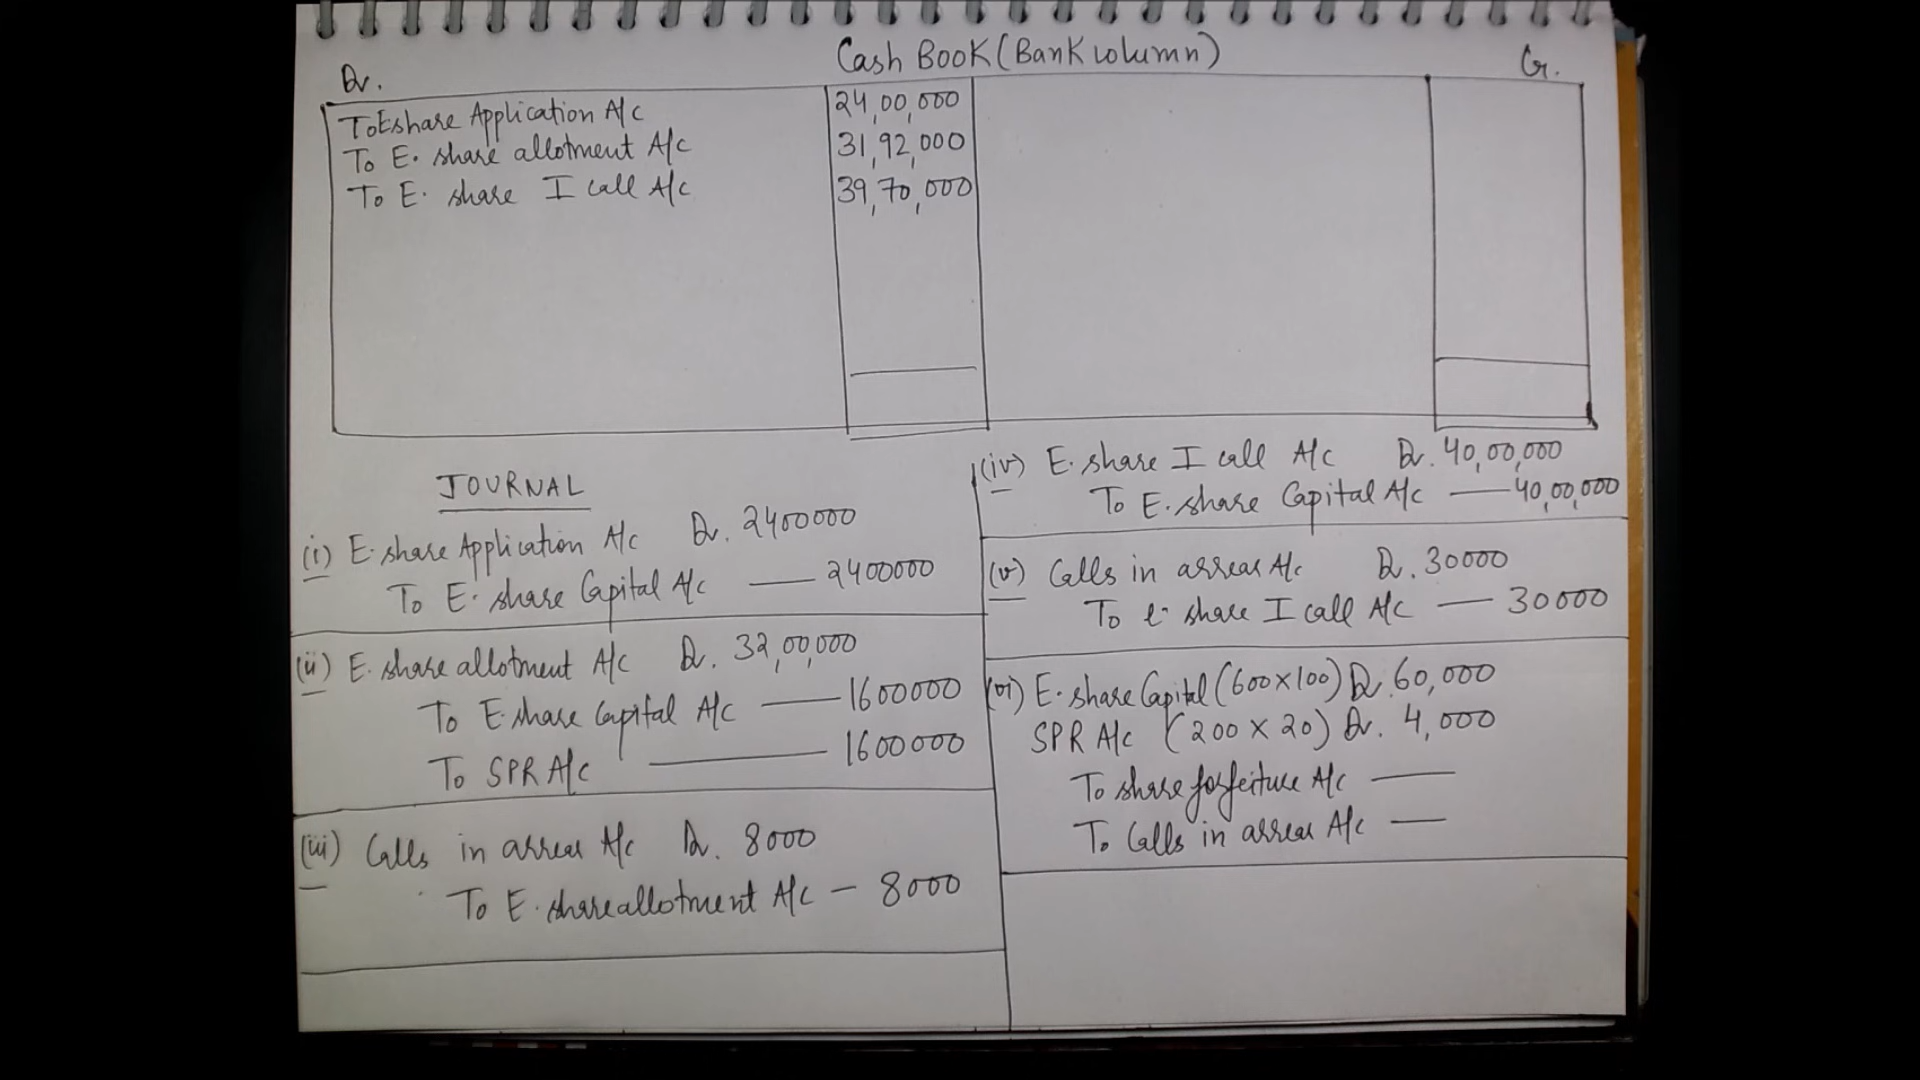 Cash Book (Bank column)
Dr. Cr.
To E share Application A/c 24,00,000
To E. share allotment A/c 31,92,000
To E. share I call A/c 39,70,000
JOURNAL
(i) E. share Application A/c Dr. 2400000
To E. share Capital A/c — 2400000
(ii) E. share allotment A/c Dr. 32,00,000
To E. share Capital A/c — 1600000
To SPR A/c — 1600000
(iii) Calls in arrear A/c Dr. 8000
To E. share allotment A/c — 8000
(iv) E. share I call A/c Dr. 40,00,000
To E. share Capital A/c — 40,00,000
(v) Calls in arrear A/c Dr. 30000
To E. share I call A/c — 30000
(vi) E. share Capital (600 x 100) Dr. 60,000
SPR A/c (200 x 20) Dr. 4,000
To share forfeiture A/c —
To Calls in arrear A/c —